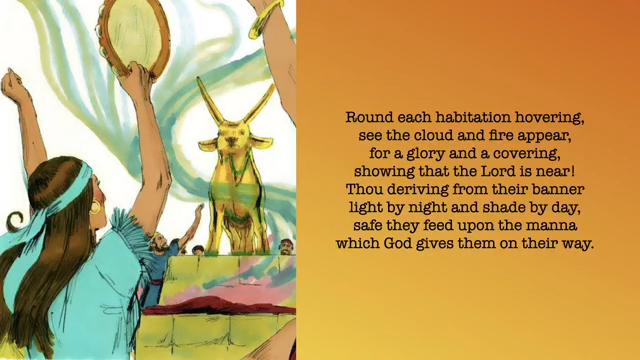 Round each habitation hovering,
see the cloud and fire appear,
for a glory and a covering,
showing that the Lord is near!
Thou deriving from their banner
light by night and shade by day,
safe they feed upon the manna
which God gives them on their way.